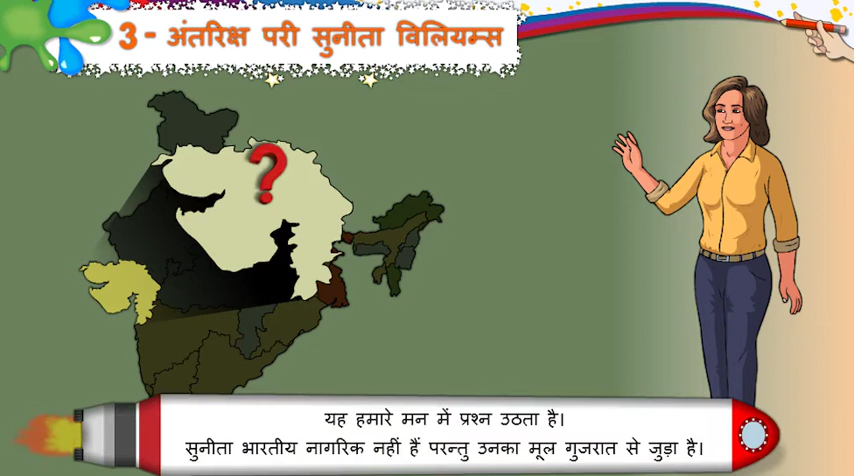 3- अंतरिक्ष परी सुनीता विलियम्स
?
यह हमारे मन में प्रश्न उठता है।
सुनीता भारतीय नागरिक नहीं हैं परन्तु उनका मूल गुजरात से जुड़ा है।